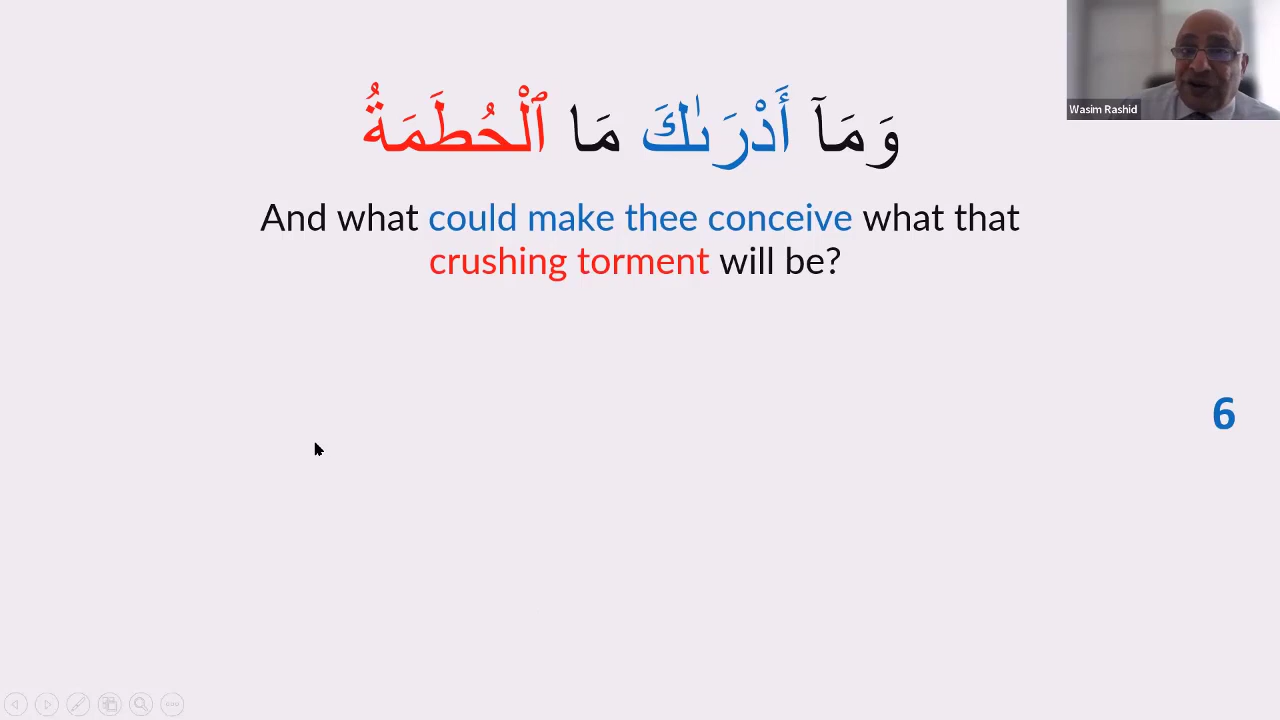 Wasim Rashid
وَمَآ أَدْرَىٰكَ مَا ٱلْحُطَمَةُ
And what could make thee conceive what that
crushing torment will be?
6